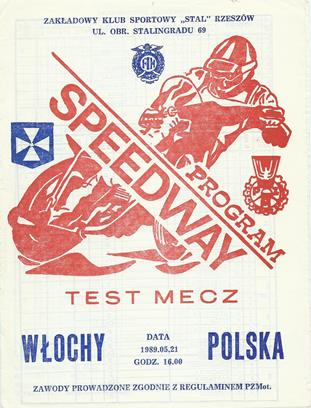 ZAKŁADOWY KLUB SPORTOWY „STAL" RZESZÓW
UL. OBR. STALINGRADU 69
SPEEDWAY
PROGRAM
TEST MECZ
WŁOCHY
DATA
1989.05.21
GODZ. 16.00
POLSKA
ZAWODY PROWADZONE ZGODNIE Z REGULAMINEM PZMot.